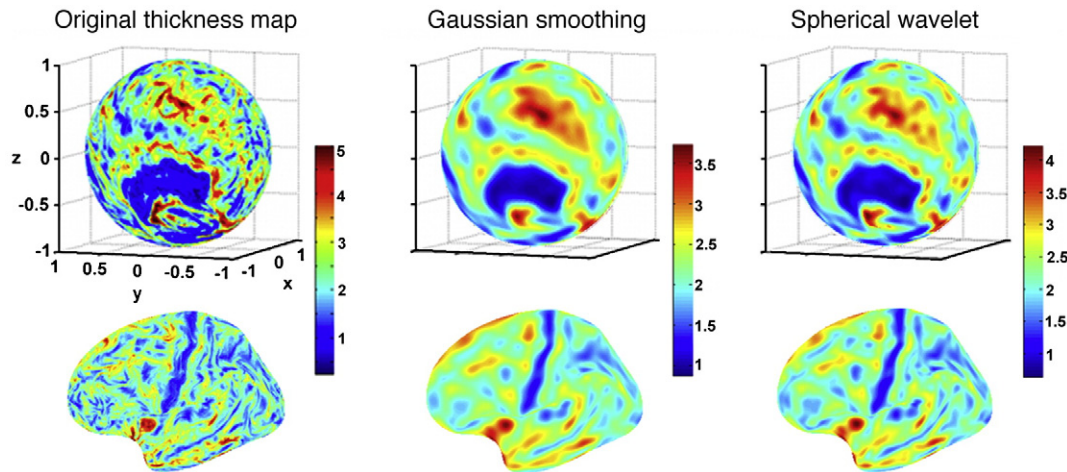 Original thickness map
Gaussian smoothing
Spherical wavelet
1
0.5
z 0
-0.5
-1
1 0.5 0 -0.5 -1
y
-1 0 1
x
5
4
3
2
1
3.5
3
2.5
2
1.5
1
4
3.5
3
2.5
2
1.5
1